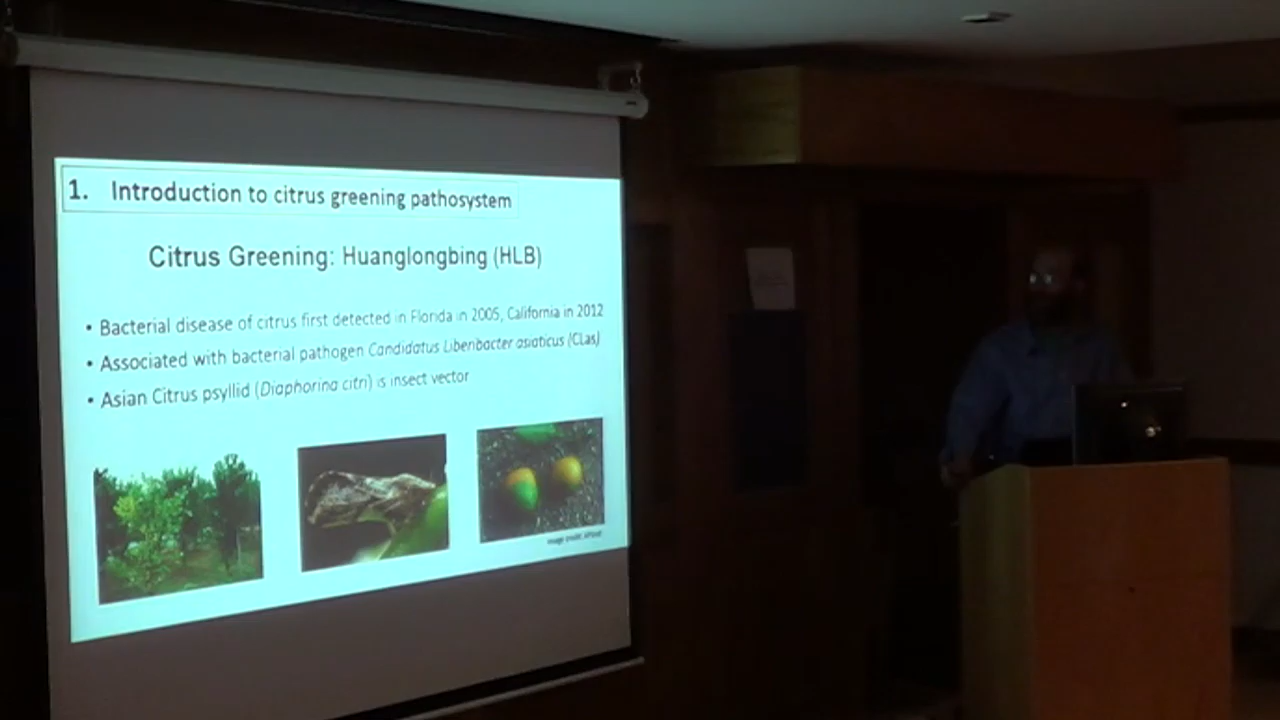 1. Introduction to citrus greening pathosystem
Citrus Greening: Huanglongbing (HLB)
• Bacterial disease of citrus first detected in Florida in 2005, California in 2012
• Associated with bacterial pathogen Candidatus Liberibacter asiaticus (CLas)
• Asian Citrus psyllid (Diaphorina citri) is insect vector
Image credit: